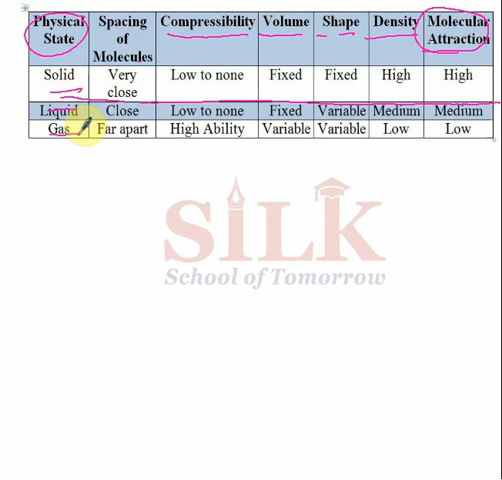 Physical State Spacing of Molecules Compressibility Volume Shape Density Molecular Attraction
Solid Very close Low to none Fixed Fixed High High
Liquid Close Low to none Fixed Variable Medium Medium
Gas Far apart High Ability Variable Variable Low Low
SiLK
School of Tomorrow